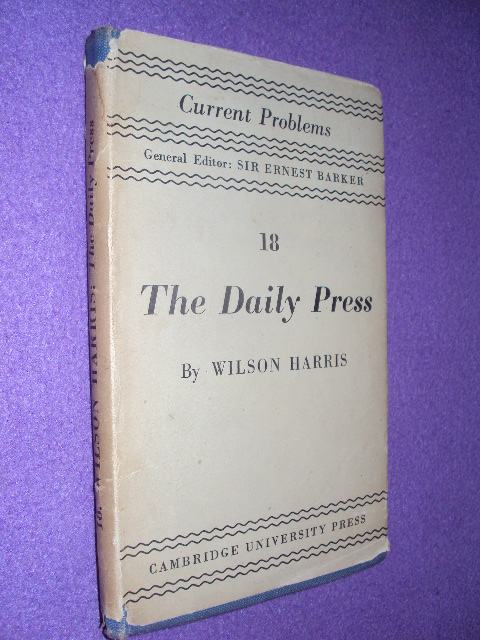 Current Problems
General Editor: SIR ERNEST BARKER
18
The Daily Press
By WILSON HARRIS
CAMBRIDGE UNIVERSITY PRESS
18. WILSON HARRIS: The Daily Press